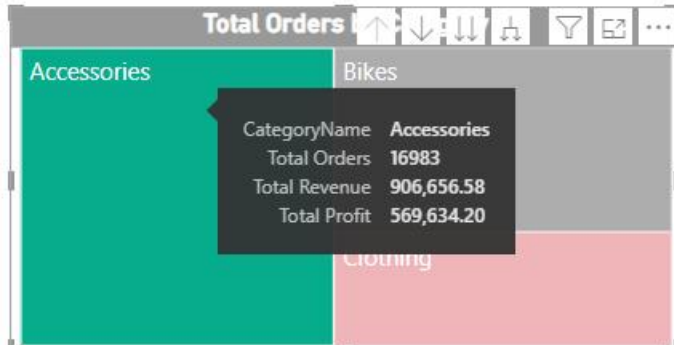 Total Orders
Accessories
Bikes
CategoryName Accessories
Total Orders 16983
Total Revenue 906,656.58
Total Profit 569,634.20
Clothing